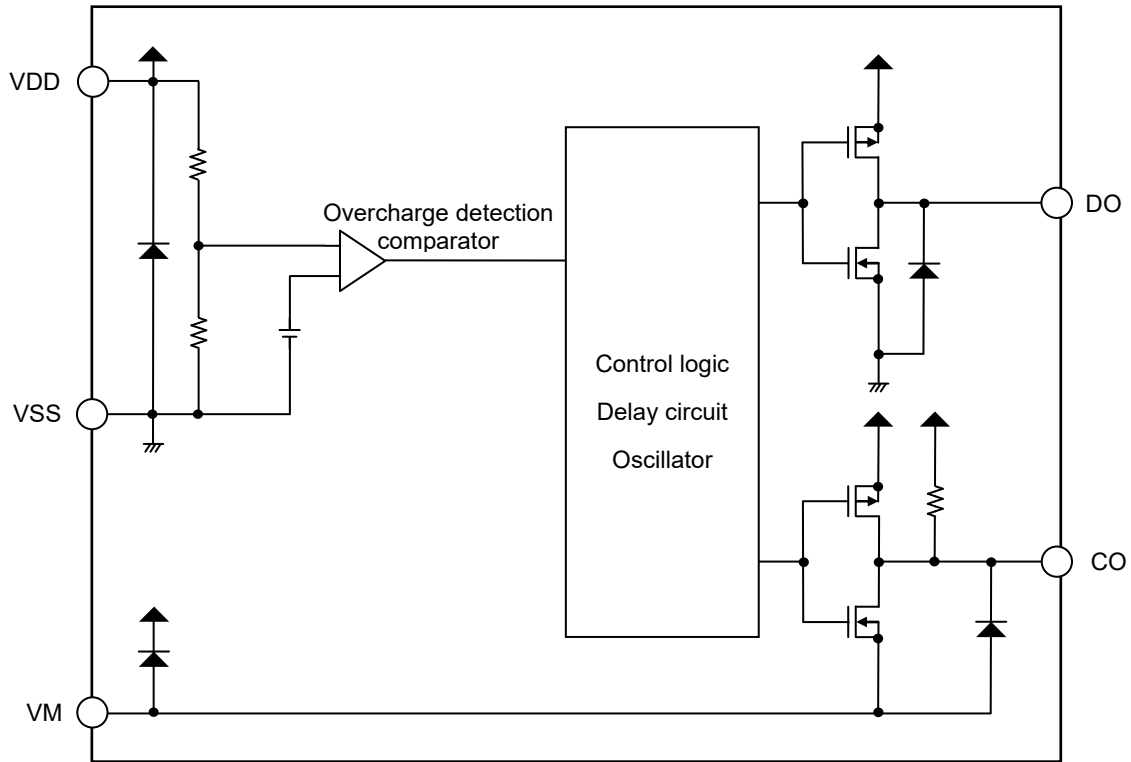 VDD
Overcharge detection
comparator
DO
Control logic
Delay circuit
Oscillator
VSS
CO
VM